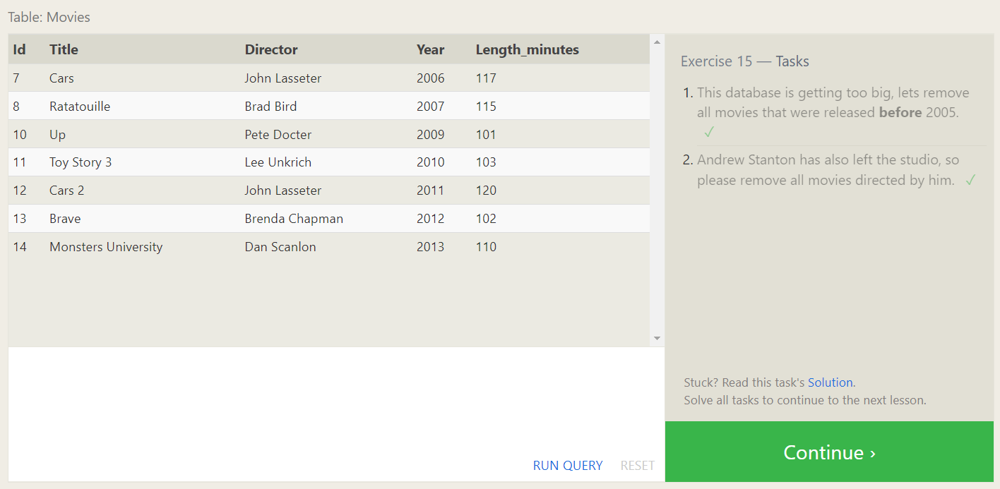 Table: Movies
Id Title Director Year Length_minutes
7 Cars John Lasseter 2006 117
8 Ratatouille Brad Bird 2007 115
10 Up Pete Docter 2009 101
11 Toy Story 3 Lee Unkrich 2010 103
12 Cars 2 John Lasseter 2011 120
13 Brave Brenda Chapman 2012 102
14 Monsters University Dan Scanlon 2013 110
RUN QUERY RESET
Exercise 15 — Tasks
1. This database is getting too big, lets remove
all movies that were released before 2005.
✓
2. Andrew Stanton has also left the studio, so
please remove all movies directed by him. ✓
Stuck? Read this task's Solution.
Solve all tasks to continue to the next lesson.
Continue ›